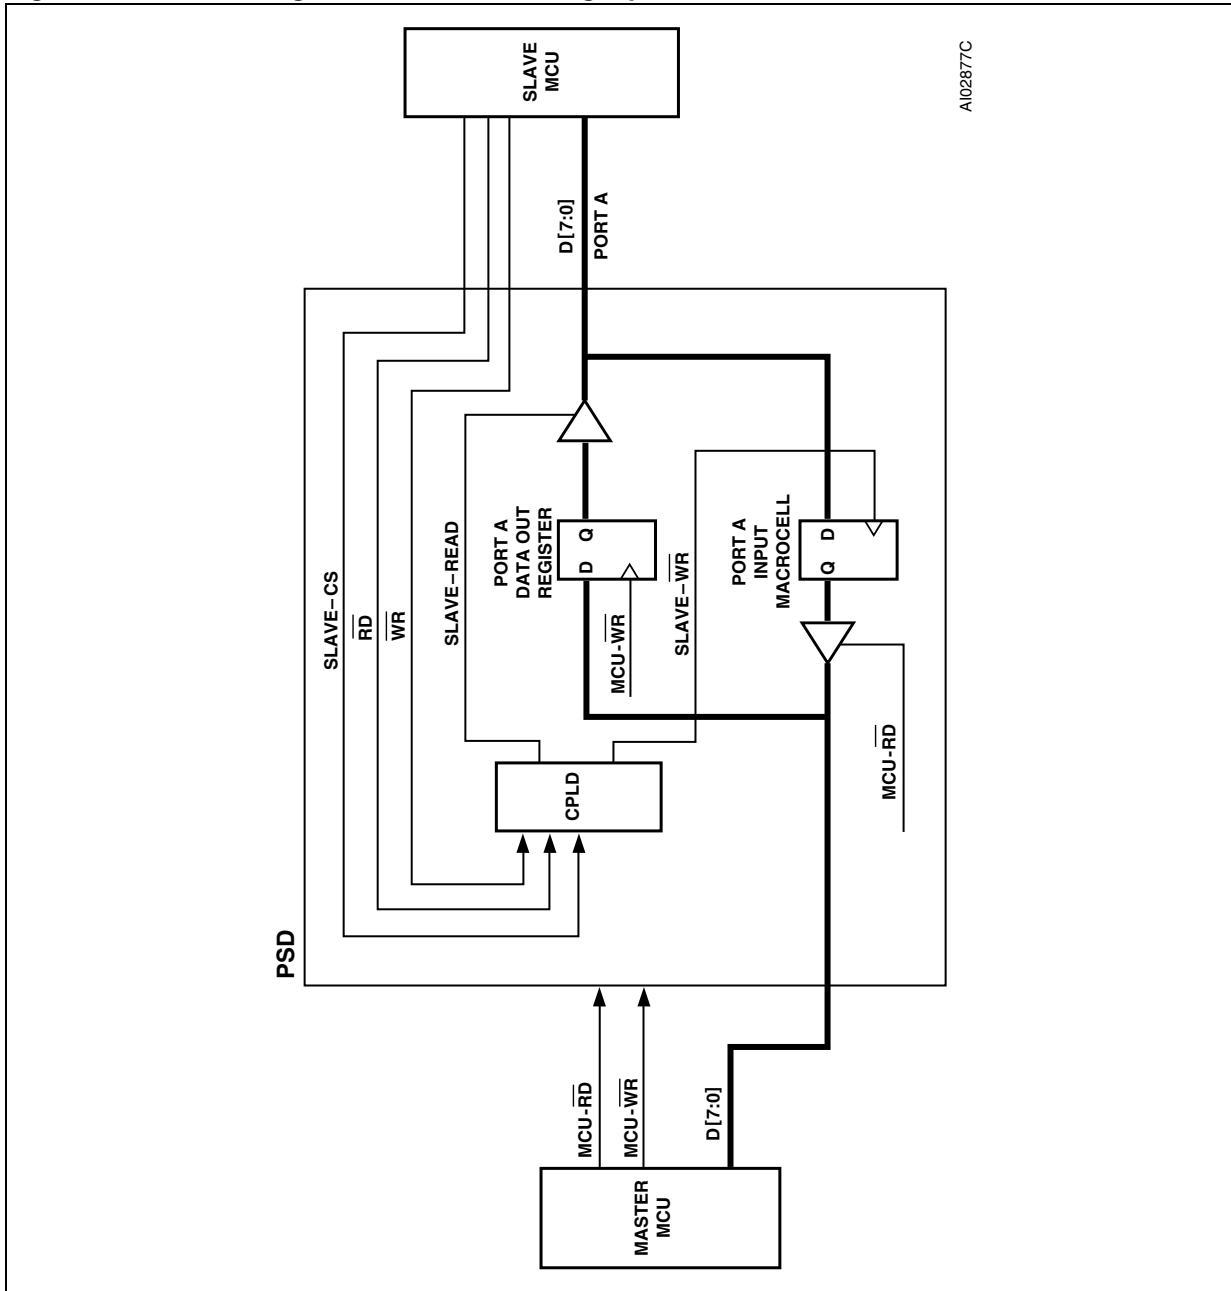 SLAVE
MCU
AI02877C
D[7:0]
PORT A
SLAVE–CS
RD
WR
SLAVE–READ
PORT A
DATA OUT
REGISTER
D Q
MCU-WR
SLAVE–WR
PORT A
INPUT
MACROCELL
Q D
MCU-RD
CPLD
PSD
MCU-RD
MCU-WR
D[7:0]
MASTER
MCU